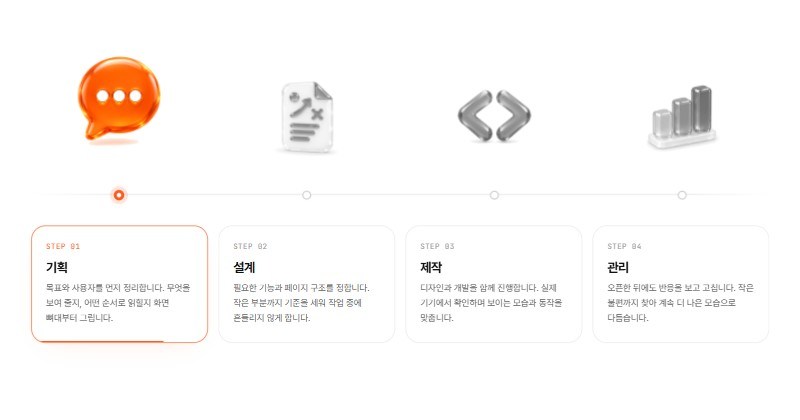 STEP 01
기획
목표와 사용자를 먼저 정리합니다. 무엇을
보여 줄지, 어떤 순서로 읽힐지 화면
뼈대부터 그립니다.
STEP 02
설계
필요한 기능과 페이지 구조를 정합니다.
작은 부분까지 기준을 세워 작업 중에
흔들리지 않게 합니다.
STEP 03
제작
디자인과 개발을 함께 진행합니다. 실제
기기에서 확인하며 보이는 모습과 동작을
맞춥니다.
STEP 04
관리
오픈한 뒤에도 반응을 보고 고칩니다. 작은
불편까지 찾아 계속 더 나은 모습으로
다듬습니다.